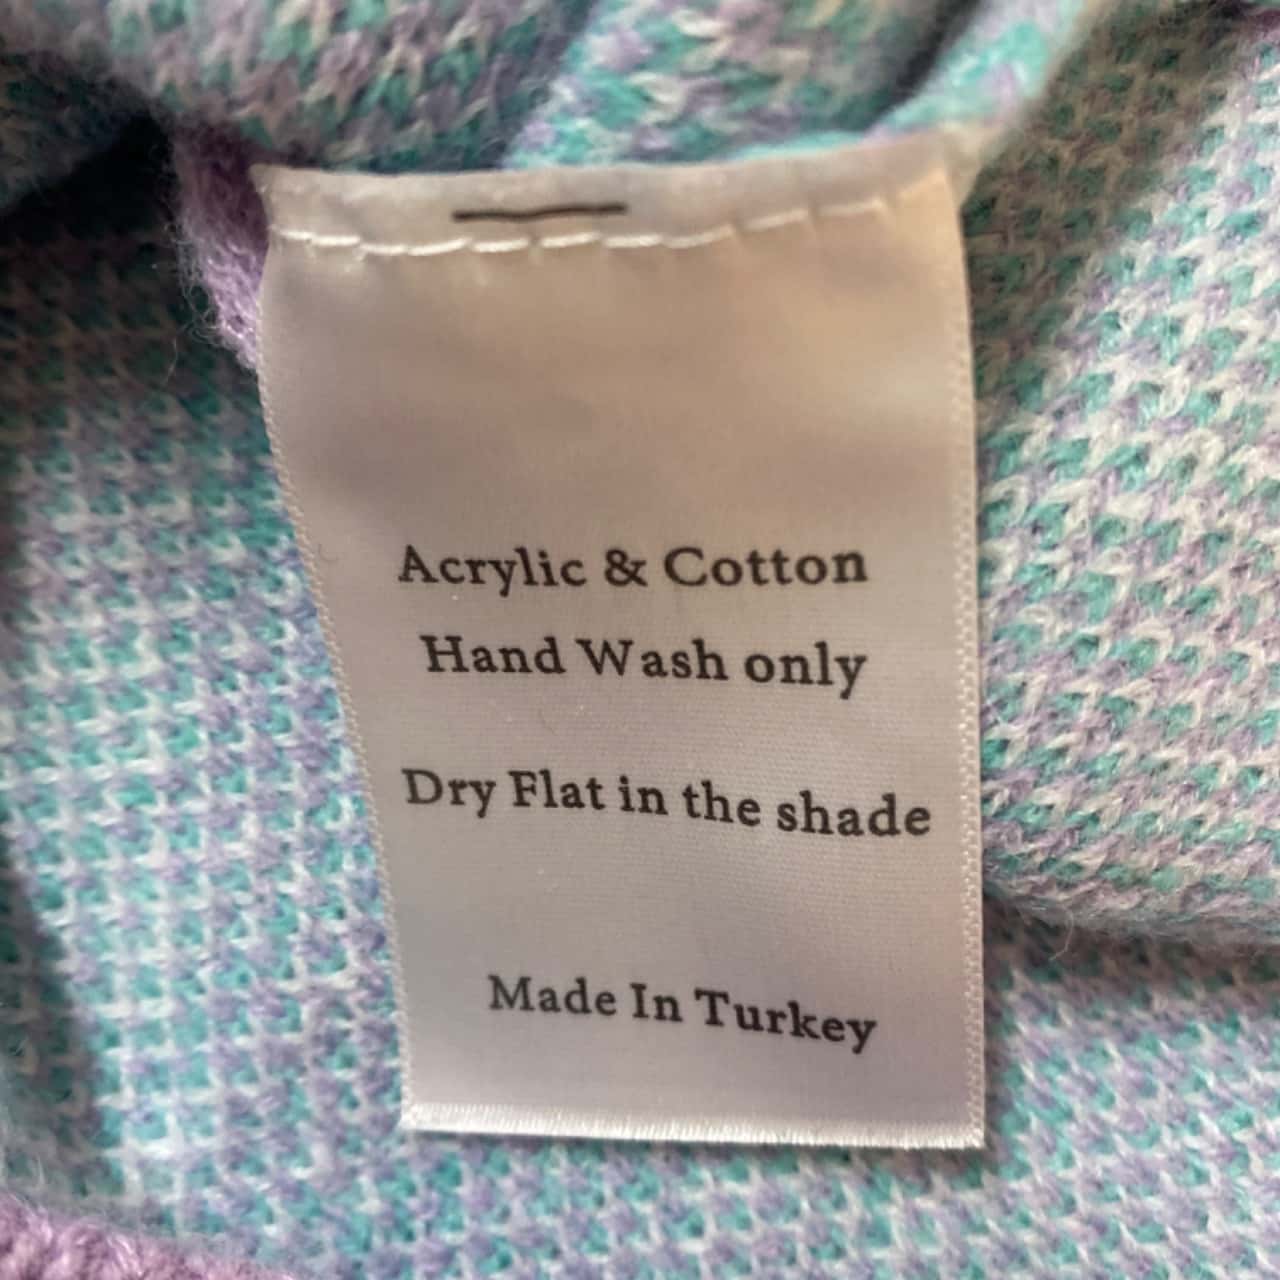 Acrylic & Cotton
Hand Wash only
Dry Flat in the shade
Made In Turkey